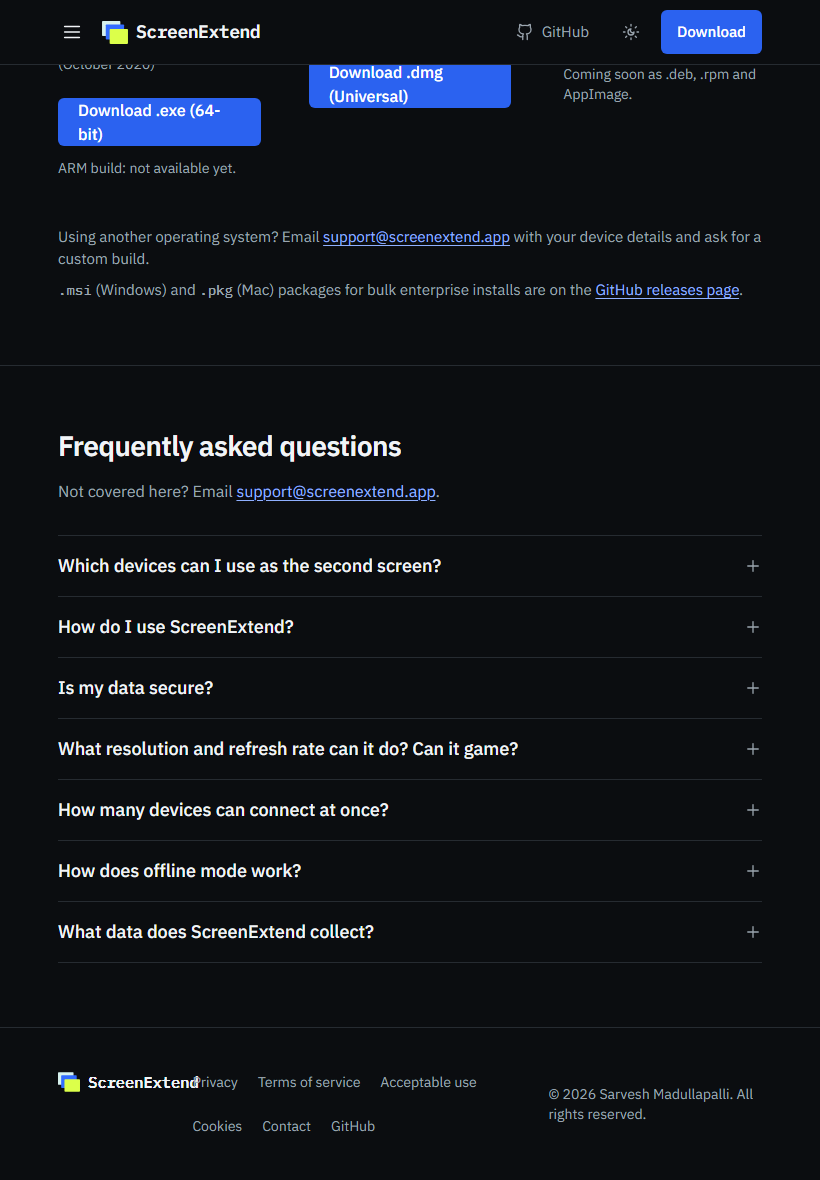 ScreenExtend
GitHub
Download
(October 2026)
Download .exe (64-
bit)
ARM build: not available yet.
Download .dmg
(Universal)
Coming soon as .deb, .rpm and
AppImage.
Using another operating system? Email support@screenextend.app with your device details and ask for a
custom build.
.msi (Windows) and .pkg (Mac) packages for bulk enterprise installs are on the GitHub releases page.
Frequently asked questions
Not covered here? Email support@screenextend.app.
Which devices can I use as the second screen?
How do I use ScreenExtend?
Is my data secure?
What resolution and refresh rate can it do? Can it game?
How many devices can connect at once?
How does offline mode work?
What data does ScreenExtend collect?
ScreenExtend
Privacy
Terms of service
Acceptable use
Cookies
Contact
GitHub
© 2026 Sarvesh Madullapalli. All
rights reserved.